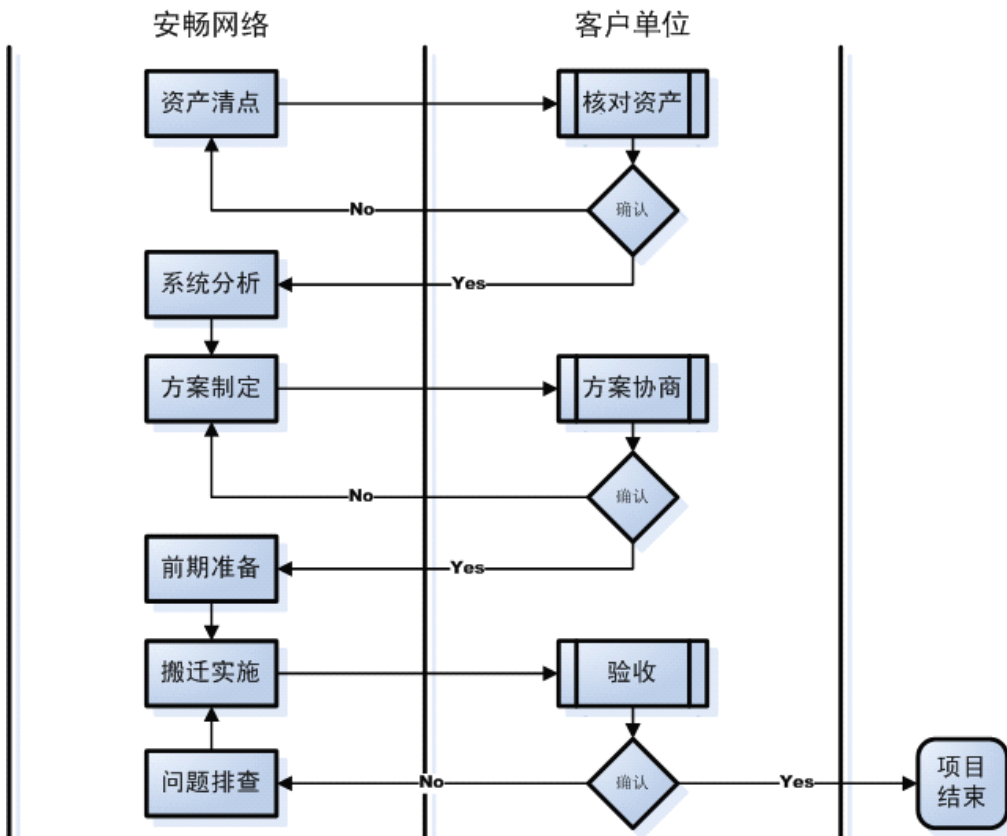 安畅网络
客户单位
资产清点
核对资产
确认
No
系统分析
Yes
方案制定
方案协商
确认
No
前期准备
Yes
搬迁实施
验收
问题排查
No
确认
Yes
项目
结束